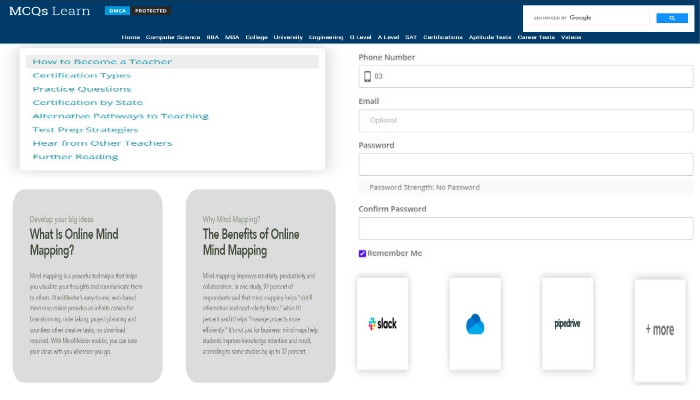 MCQs Learn
DMCA PROTECTED
ENHANCED BY Google
Home Computer Science BBA MBA College University Engineering O Level A Level SAT Certifications Aptitude Tests Career Tests Videos
How to Become a Teacher
Certification Types
Practice Questions
Certification by State
Alternative Pathways to Teaching
Test Prep Strategies
Hear from Other Teachers
Further Reading
Phone Number
03
Email
Optional
Password
Password Strength: No Password
Confirm Password
Remember Me
Develop your big ideas
What Is Online Mind
Mapping?
Mind mapping is a powerful technique that helps
you visualize your thoughts and communicate them
to others. MindMeister's easy-to-use, web-based
mind map maker provides an infinite canvas for
brainstorming, note taking, project planning and
countless other creative tasks, no download
required. With MindMeister mobile, you can take
your ideas with you wherever you go.
Why Mind Mapping?
The Benefits of Online
Mind Mapping
Mind mapping improves creativity, productivity and
collaboration. In one study, 92 percent of
respondents said that mind mapping helps "distill
information and reach clarity faster," while 81
percent said it helps "manage projects more
efficiently." It's not just for business: mind maps help
students improve knowledge retention and recall,
according to some studies by up to 32 percent.
slack
pipedrive
+ more